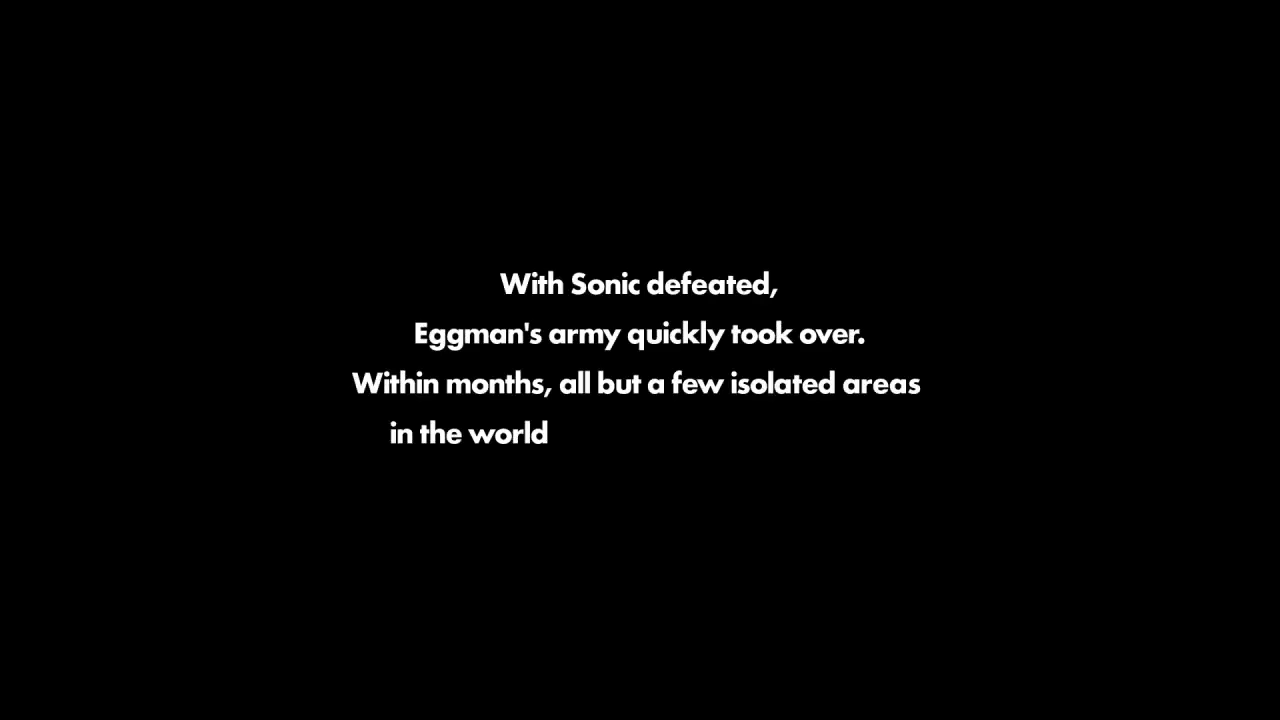 With Sonic defeated,
Eggman's army quickly took over.
Within months, all but a few isolated areas
in the world